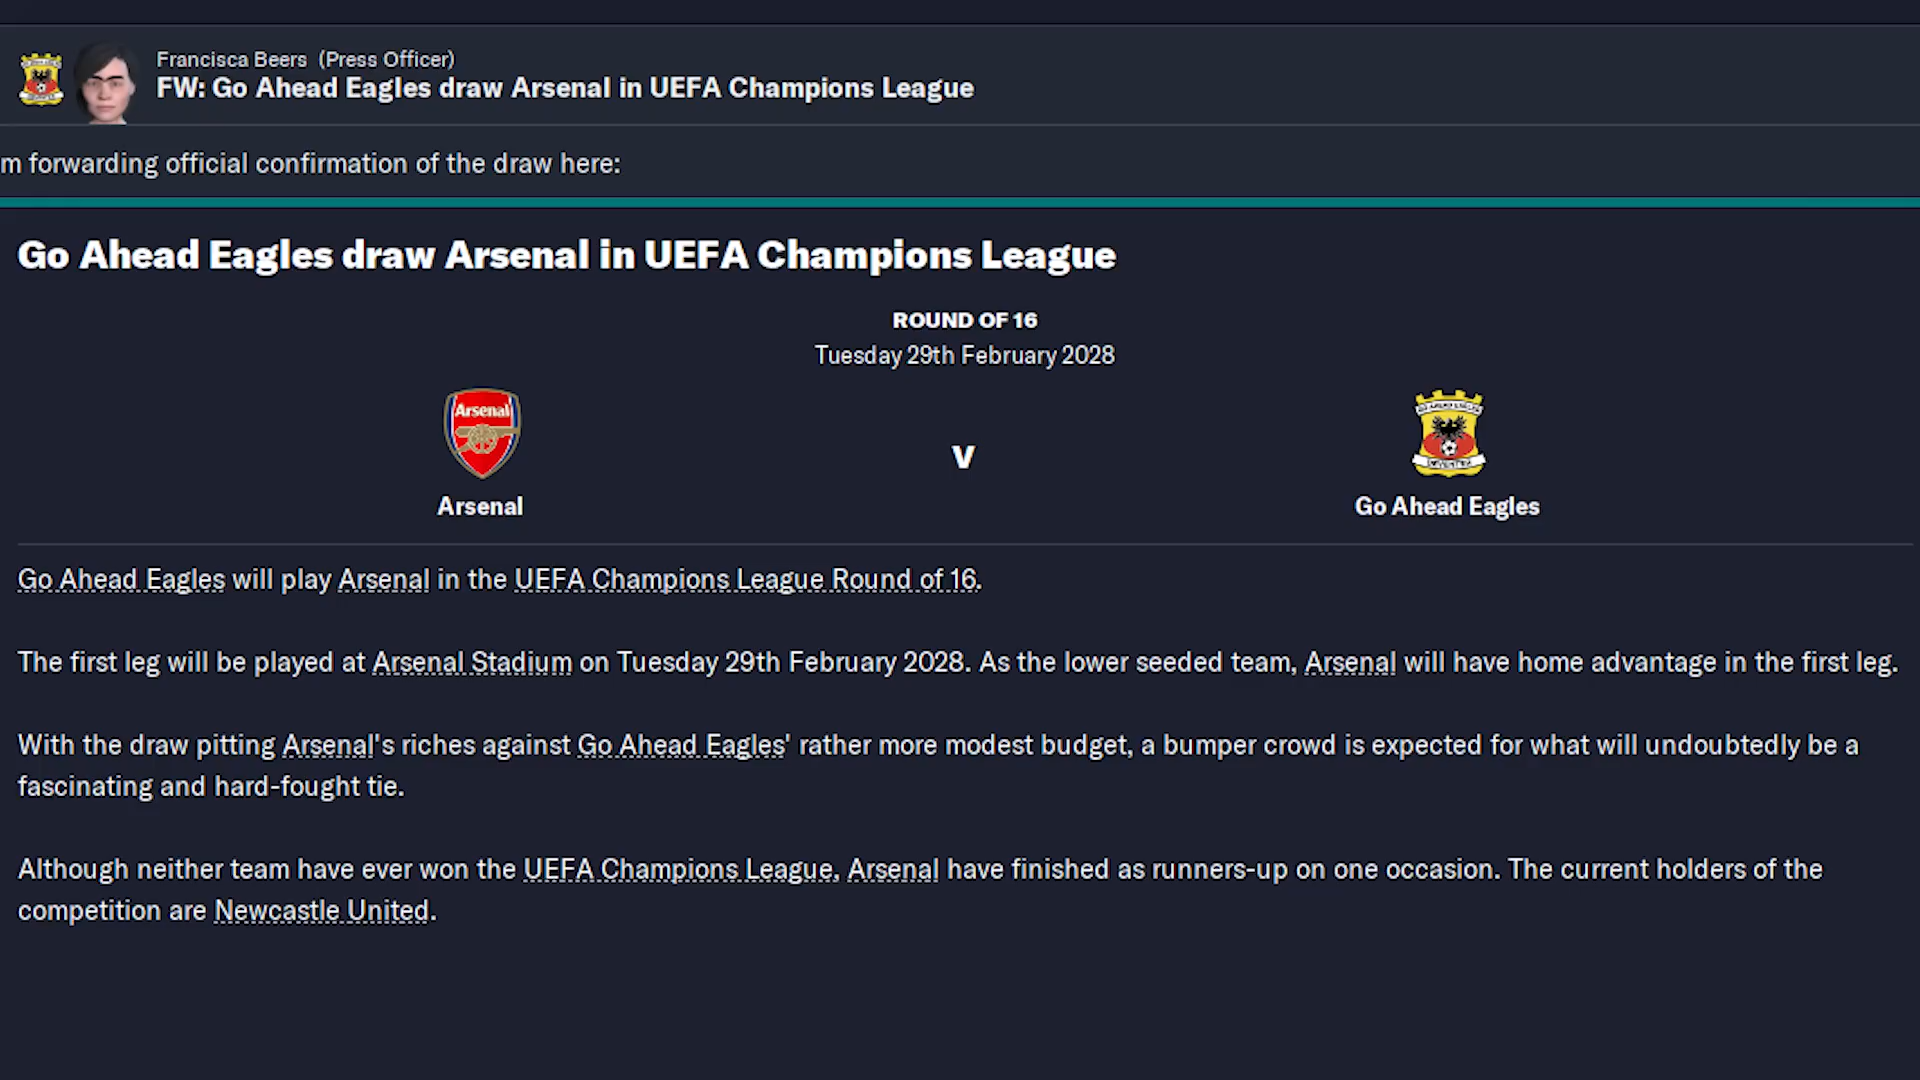 Francisca Beers (Press Officer)
FW: Go Ahead Eagles draw Arsenal in UEFA Champions League
m forwarding official confirmation of the draw here:
Go Ahead Eagles draw Arsenal in UEFA Champions League
ROUND OF 16
Tuesday 29th February 2028
Arsenal
V
Arsenal
Go Ahead Eagles
Go Ahead Eagles will play Arsenal in the UEFA Champions League Round of 16.
The first leg will be played at Arsenal Stadium on Tuesday 29th February 2028. As the lower seeded team, Arsenal will have home advantage in the first leg.
With the draw pitting Arsenal's riches against Go Ahead Eagles' rather more modest budget, a bumper crowd is expected for what will undoubtedly be a
fascinating and hard-fought tie.
Although neither team have ever won the UEFA Champions League, Arsenal have finished as runners-up on one occasion. The current holders of the
competition are Newcastle United.